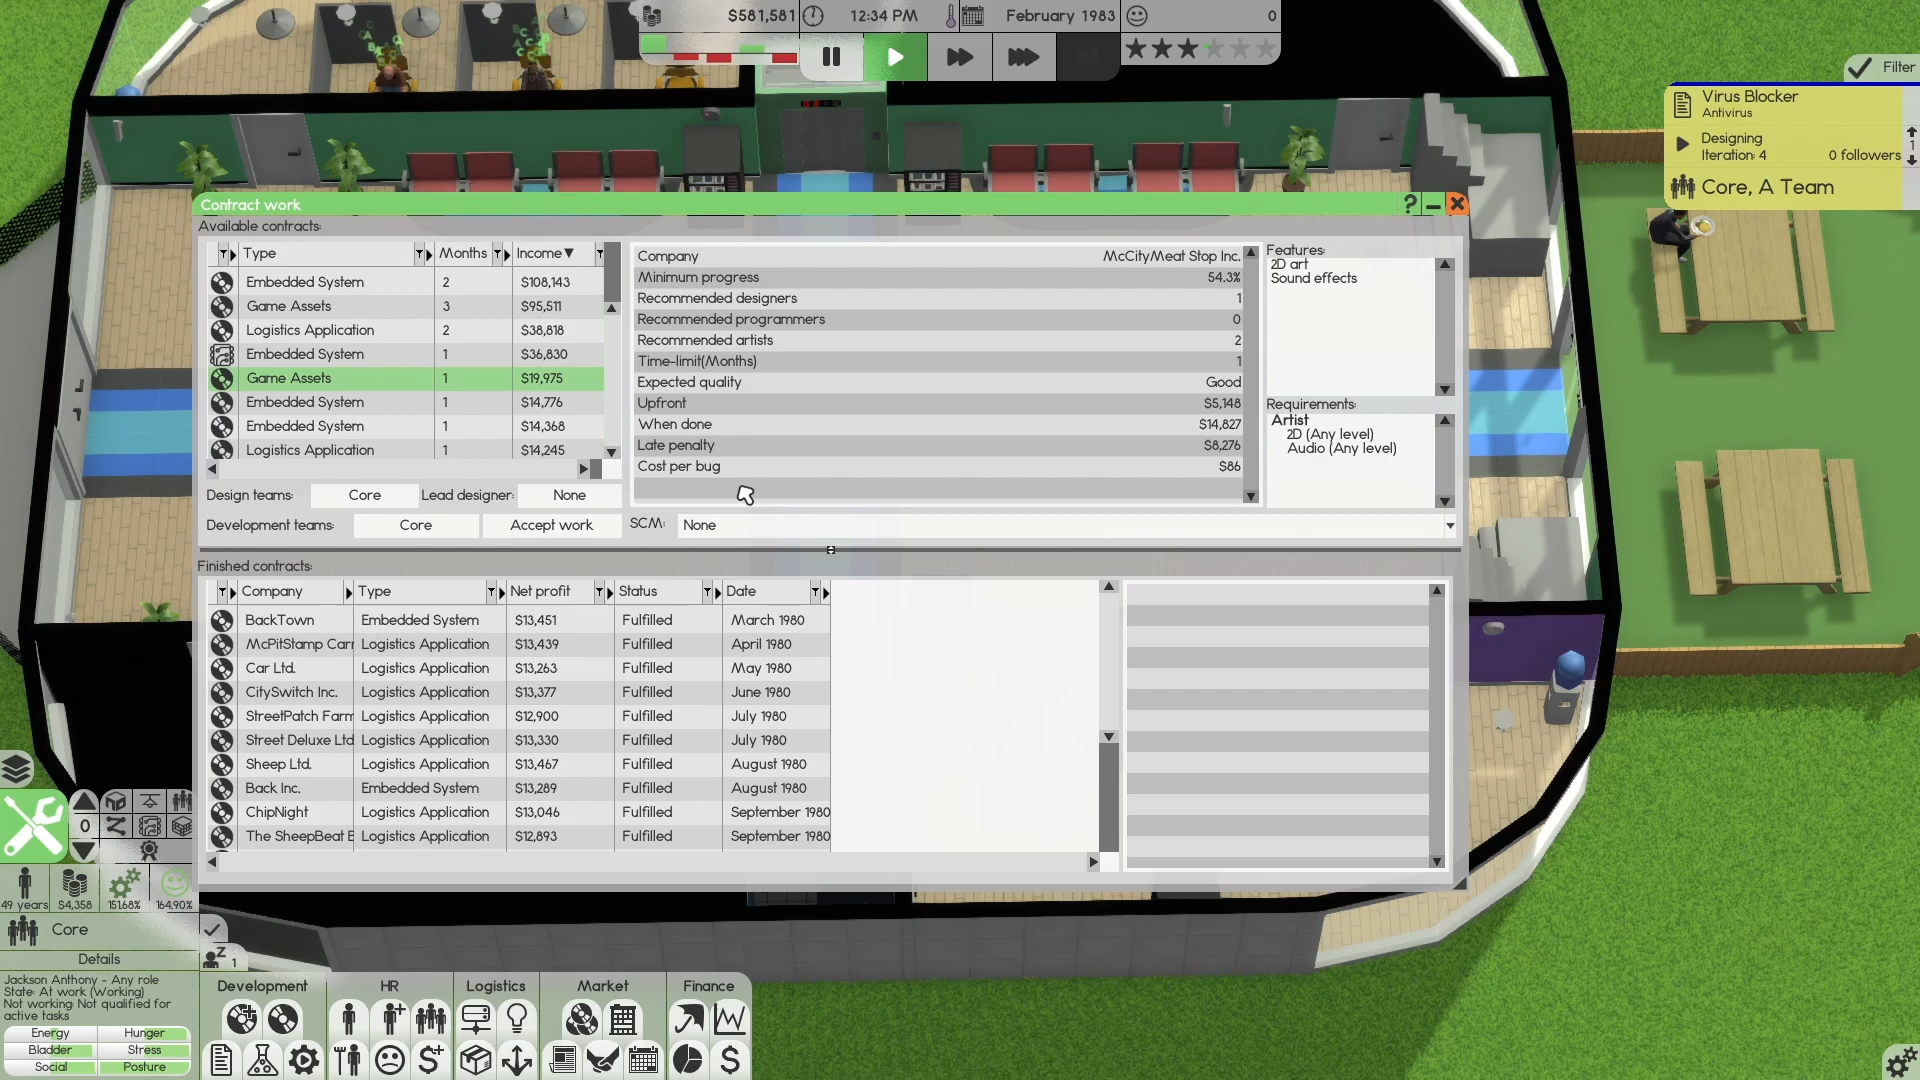 $581,581
12:34 PM
February 1983
0
Filter
Virus Blocker
Antivirus
Designing
Iteration: 4
0 followers
1
Core, A Team
Contract work
?
Available contracts:
Type Months Income▼
Embedded System 2 $108,143
Game Assets 3 $95,511
Logistics Application 2 $38,818
Embedded System 1 $36,830
Game Assets 1 $19,975
Embedded System 1 $14,776
Embedded System 1 $14,368
Logistics Application 1 $14,245
Company McCityMeat Stop Inc.
Minimum progress 54.3%
Recommended designers 1
Recommended programmers 0
Recommended artists 2
Time-limit(Months) 1
Expected quality Good
Upfront $5,148
When done $14,827
Late penalty $8,276
Cost per bug $86
Features:
2D art
Sound effects
Requirements:
Artist
2D (Any level)
Audio (Any level)
Design teams: Core Lead designer: None
Development teams: Core Accept work SCM: None
Finished contracts:
Company Type Net profit Status Date
BackTown Embedded System $13,451 Fulfilled March 1980
McPitStamp Carr Logistics Application $13,439 Fulfilled April 1980
Car Ltd. Logistics Application $13,263 Fulfilled May 1980
CitySwitch Inc. Logistics Application $13,377 Fulfilled June 1980
StreetPatch Farm Logistics Application $12,900 Fulfilled July 1980
Street Deluxe Ltd Logistics Application $13,330 Fulfilled July 1980
Sheep Ltd. Logistics Application $13,467 Fulfilled August 1980
Back Inc. Embedded System $13,289 Fulfilled August 1980
ChipNight Logistics Application $13,046 Fulfilled September 1980
The SheepBeat B Logistics Application $12,893 Fulfilled September 1980
0
49 years $4,358 151.68% 164.90%
Core
Details
Z 1
Jackson Anthony - Any role
State: At work (Working)
Not working: Not qualified for
active tasks
Energy Hunger
Bladder Stress
Social Posture
Development HR Logistics Market Finance